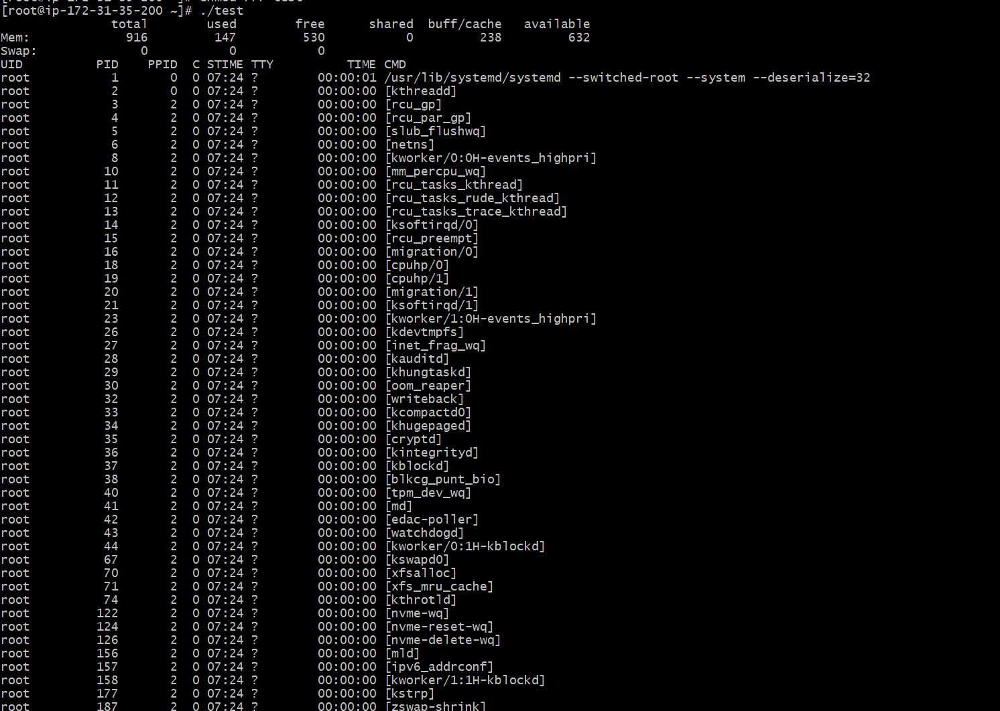 [root@ip-172-31-35-200 ~]# ./test
               total        used        free      shared  buff/cache   available
Mem:             916         147         530           0         238         632
Swap:              0           0           0
UID          PID    PPID  C STIME TTY          TIME CMD
root           1       0  0 07:24 ?        00:00:01 /usr/lib/systemd/systemd --switched-root --system --deserialize=32
root           2       0  0 07:24 ?        00:00:00 [kthreadd]
root           3       2  0 07:24 ?        00:00:00 [rcu_gp]
root           4       2  0 07:24 ?        00:00:00 [rcu_par_gp]
root           5       2  0 07:24 ?        00:00:00 [slub_flushwq]
root           6       2  0 07:24 ?        00:00:00 [netns]
root           8       2  0 07:24 ?        00:00:00 [kworker/0:0H-events_highpri]
root          10       2  0 07:24 ?        00:00:00 [mm_percpu_wq]
root          11       2  0 07:24 ?        00:00:00 [rcu_tasks_kthread]
root          12       2  0 07:24 ?        00:00:00 [rcu_tasks_rude_kthread]
root          13       2  0 07:24 ?        00:00:00 [rcu_tasks_trace_kthread]
root          14       2  0 07:24 ?        00:00:00 [ksoftirqd/0]
root          15       2  0 07:24 ?        00:00:00 [rcu_preempt]
root          16       2  0 07:24 ?        00:00:00 [migration/0]
root          18       2  0 07:24 ?        00:00:00 [cpuhp/0]
root          19       2  0 07:24 ?        00:00:00 [cpuhp/1]
root          20       2  0 07:24 ?        00:00:00 [migration/1]
root          21       2  0 07:24 ?        00:00:00 [ksoftirqd/1]
root          23       2  0 07:24 ?        00:00:00 [kworker/1:0H-events_highpri]
root          26       2  0 07:24 ?        00:00:00 [kdevtmpfs]
root          27       2  0 07:24 ?        00:00:00 [inet_frag_wq]
root          28       2  0 07:24 ?        00:00:00 [kauditd]
root          29       2  0 07:24 ?        00:00:00 [khungtaskd]
root          30       2  0 07:24 ?        00:00:00 [oom_reaper]
root          32       2  0 07:24 ?        00:00:00 [writeback]
root          33       2  0 07:24 ?        00:00:00 [kcompactd0]
root          34       2  0 07:24 ?        00:00:00 [khugepaged]
root          35       2  0 07:24 ?        00:00:00 [cryptd]
root          36       2  0 07:24 ?        00:00:00 [kintegrityd]
root          37       2  0 07:24 ?        00:00:00 [kblockd]
root          38       2  0 07:24 ?        00:00:00 [blkcg_punt_bio]
root          40       2  0 07:24 ?        00:00:00 [tpm_dev_wq]
root          41       2  0 07:24 ?        00:00:00 [md]
root          42       2  0 07:24 ?        00:00:00 [edac-poller]
root          43       2  0 07:24 ?        00:00:00 [watchdogd]
root          44       2  0 07:24 ?        00:00:00 [kworker/0:1H-kblockd]
root          67       2  0 07:24 ?        00:00:00 [kswapd0]
root          70       2  0 07:24 ?        00:00:00 [xfsalloc]
root          71       2  0 07:24 ?        00:00:00 [xfs_mru_cache]
root          74       2  0 07:24 ?        00:00:00 [kthrotld]
root         122       2  0 07:24 ?        00:00:00 [nvme-wq]
root         124       2  0 07:24 ?        00:00:00 [nvme-reset-wq]
root         126       2  0 07:24 ?        00:00:00 [nvme-delete-wq]
root         156       2  0 07:24 ?        00:00:00 [mld]
root         157       2  0 07:24 ?        00:00:00 [ipv6_addrconf]
root         158       2  0 07:24 ?        00:00:00 [kworker/1:1H-kblockd]
root         177       2  0 07:24 ?        00:00:00 [kstrp]
root         187       2  0 07:24 ?        00:00:00 [zswap-shrink]